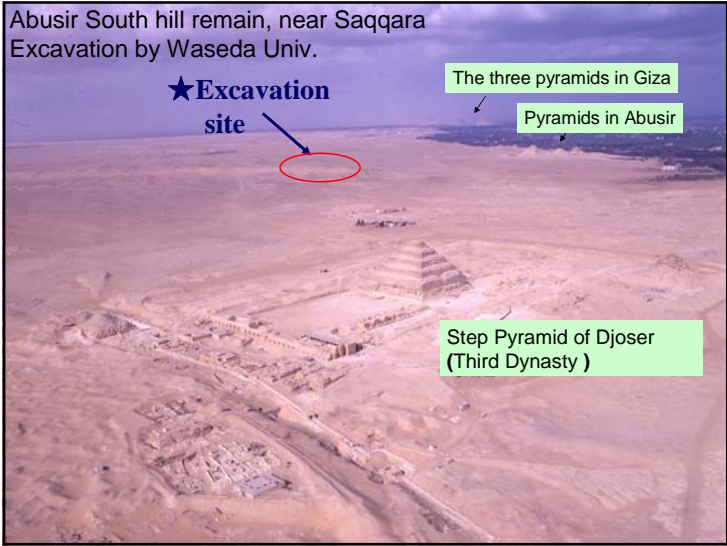 Abusir South hill remain, near Saqqara
Excavation by Waseda Univ.
★Excavation
site
The three pyramids in Giza
Pyramids in Abusir
Step Pyramid of Djoser
(Third Dynasty )